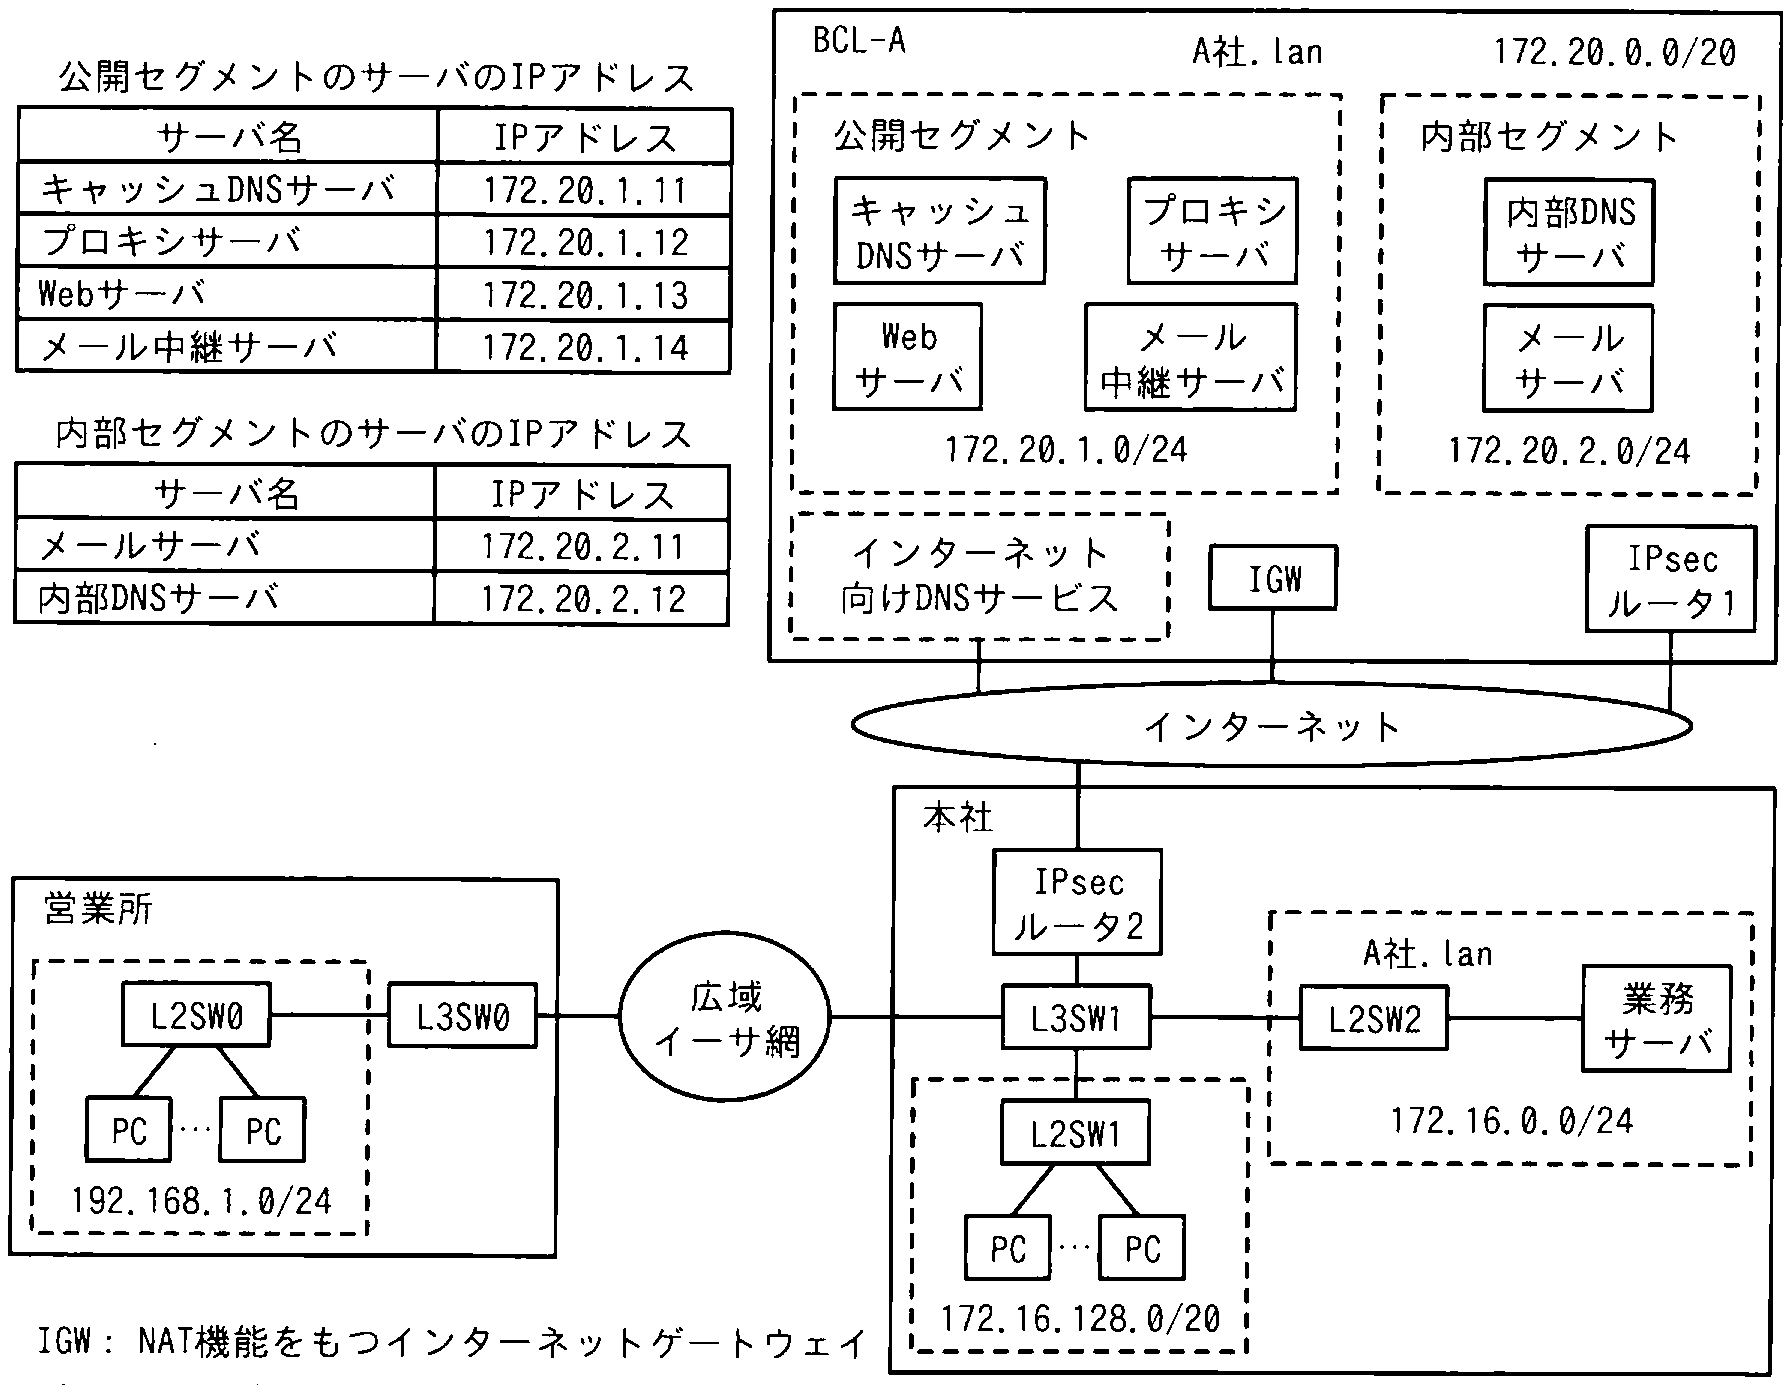 公開セグメントのサーバのIPアドレス
サーバ名 IPアドレス
キャッシュDNSサーバ 172.20.1.11
プロキシサーバ 172.20.1.12
Webサーバ 172.20.1.13
メール中継サーバ 172.20.1.14
内部セグメントのサーバのIPアドレス
サーバ名 IPアドレス
メールサーバ 172.20.2.11
内部DNSサーバ 172.20.2.12
BCL-A A社.lan 172.20.0.0/20
公開セグメント
キャッシュ
DNSサーバ
プロキシ
サーバ
Web
サーバ
メール
中継サーバ
172.20.1.0/24
内部セグメント
内部DNS
サーバ
メール
サーバ
172.20.2.0/24
インターネット
向けDNSサービス
IGW
IPsec
ルータ1
インターネット
本社
IPsec
ルータ2
営業所
L2SW0
L3SW0
PC … PC
192.168.1.0/24
広域
イーサ網
L3SW1
A社.lan
L2SW2
業務
サーバ
172.16.0.0/24
L2SW1
PC … PC
172.16.128.0/20
IGW: NAT機能をもつインターネットゲートウェイ